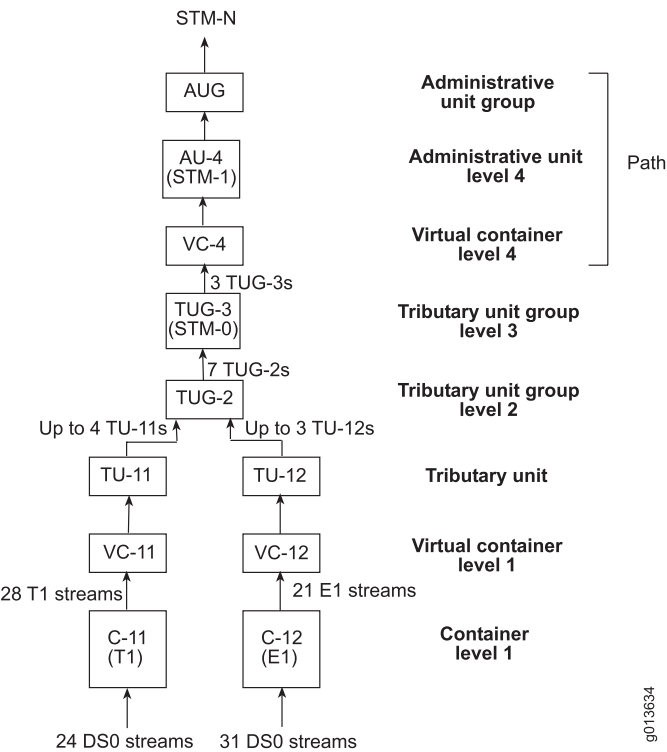 STM-N
AUG
Administrative
unit group
AU-4
(STM-1)
Administrative unit
level 4
Path
VC-4
Virtual container
level 4
3 TUG-3s
TUG-3
(STM-0)
Tributary unit group
level 3
7 TUG-2s
TUG-2
Tributary unit group
level 2
Up to 4 TU-11s
Up to 3 TU-12s
TU-11
TU-12
Tributary unit
VC-11
VC-12
Virtual container
level 1
28 T1 streams
21 E1 streams
C-11
(T1)
C-12
(E1)
Container
level 1
24 DS0 streams
31 DS0 streams
g013634